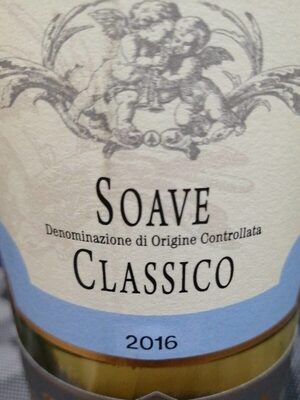 SOAVE
Denominazione di Origine Controllata
CLASSICO
2016